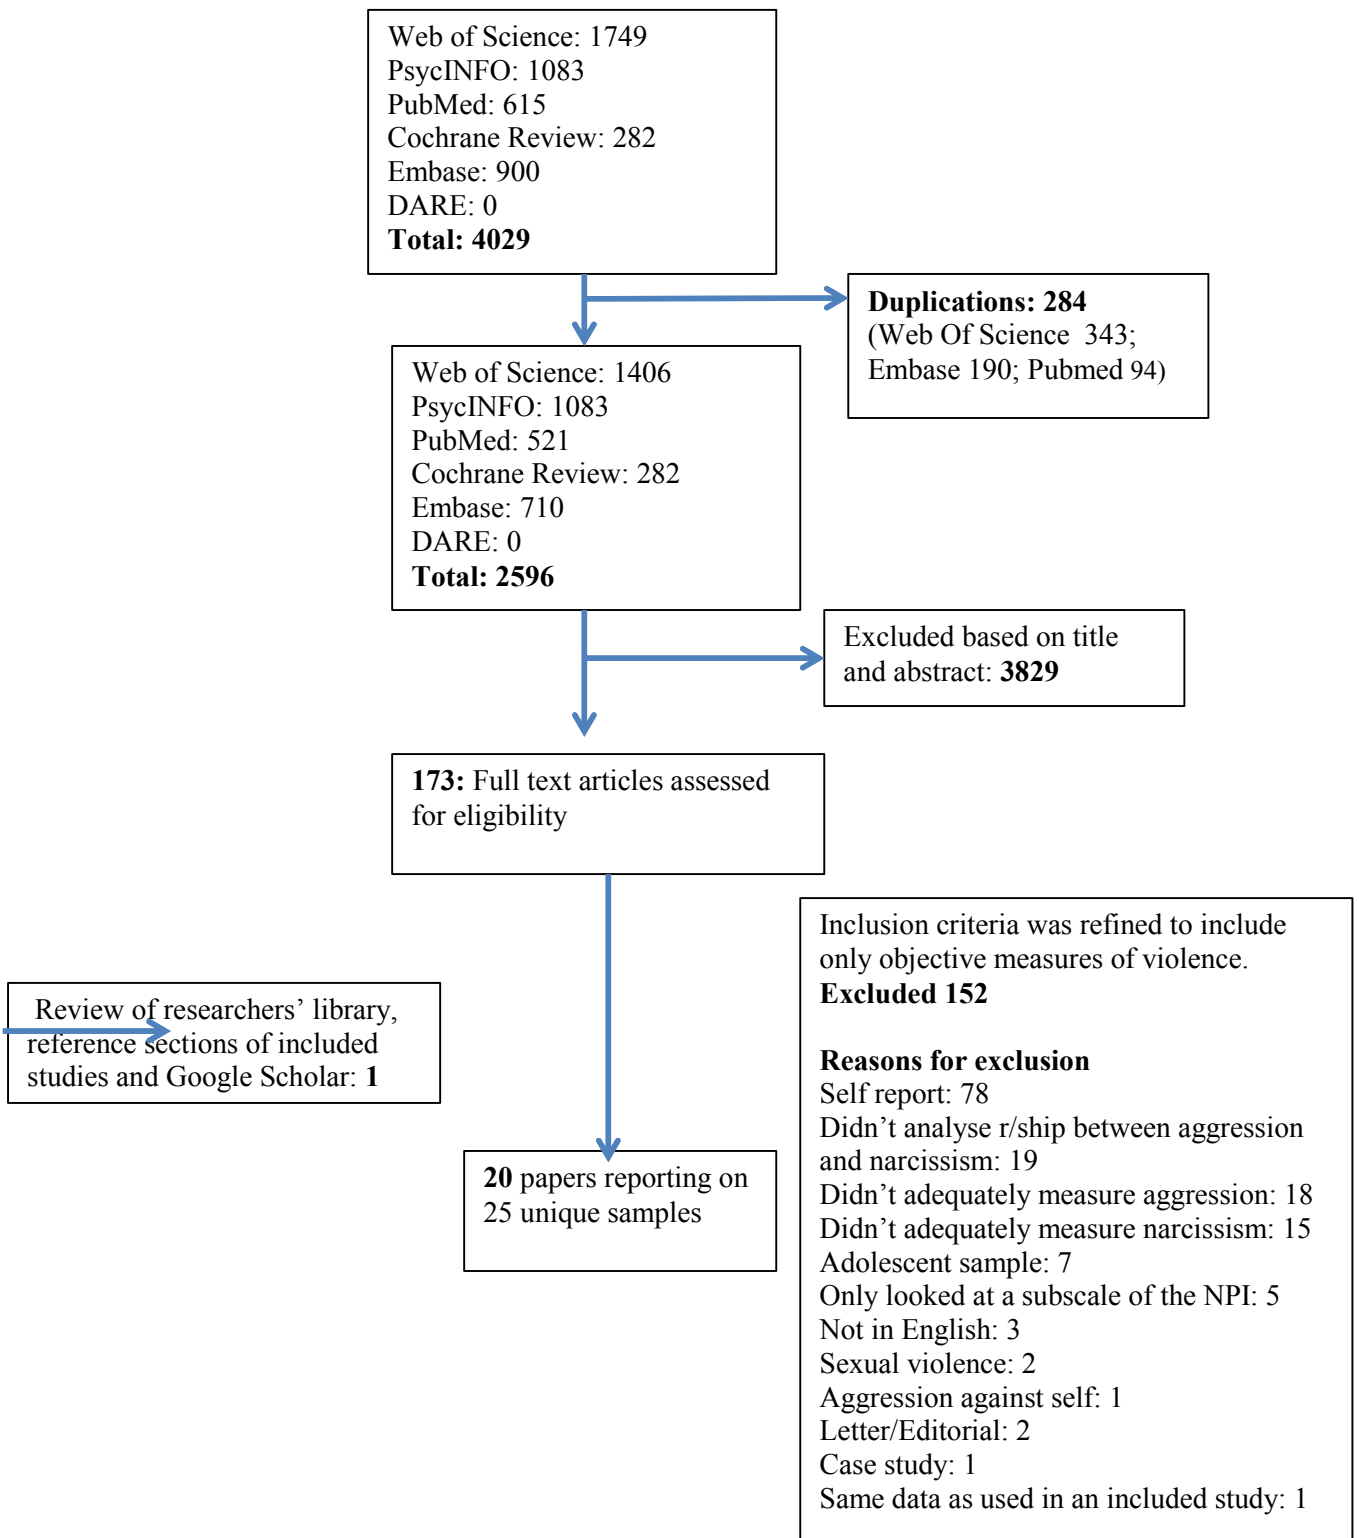 Web of Science: 1749
PsycINFO: 1083
PubMed: 615
Cochrane Review: 282
Embase: 900
DARE: 0
Total: 4029
Duplications: 284
(Web Of Science 343;
Embase 190; Pubmed 94)
Web of Science: 1406
PsycINFO: 1083
PubMed: 521
Cochrane Review: 282
Embase: 710
DARE: 0
Total: 2596
Excluded based on title
and abstract: 3829
173: Full text articles assessed
for eligibility
Review of researchers’ library,
reference sections of included
studies and Google Scholar: 1
20 papers reporting on
25 unique samples
Inclusion criteria was refined to include
only objective measures of violence.
Excluded 152
Reasons for exclusion
Self report: 78
Didn’t analyse r/ship between aggression
and narcissism: 19
Didn’t adequately measure aggression: 18
Didn’t adequately measure narcissism: 15
Adolescent sample: 7
Only looked at a subscale of the NPI: 5
Not in English: 3
Sexual violence: 2
Aggression against self: 1
Letter/Editorial: 2
Case study: 1
Same data as used in an included study: 1